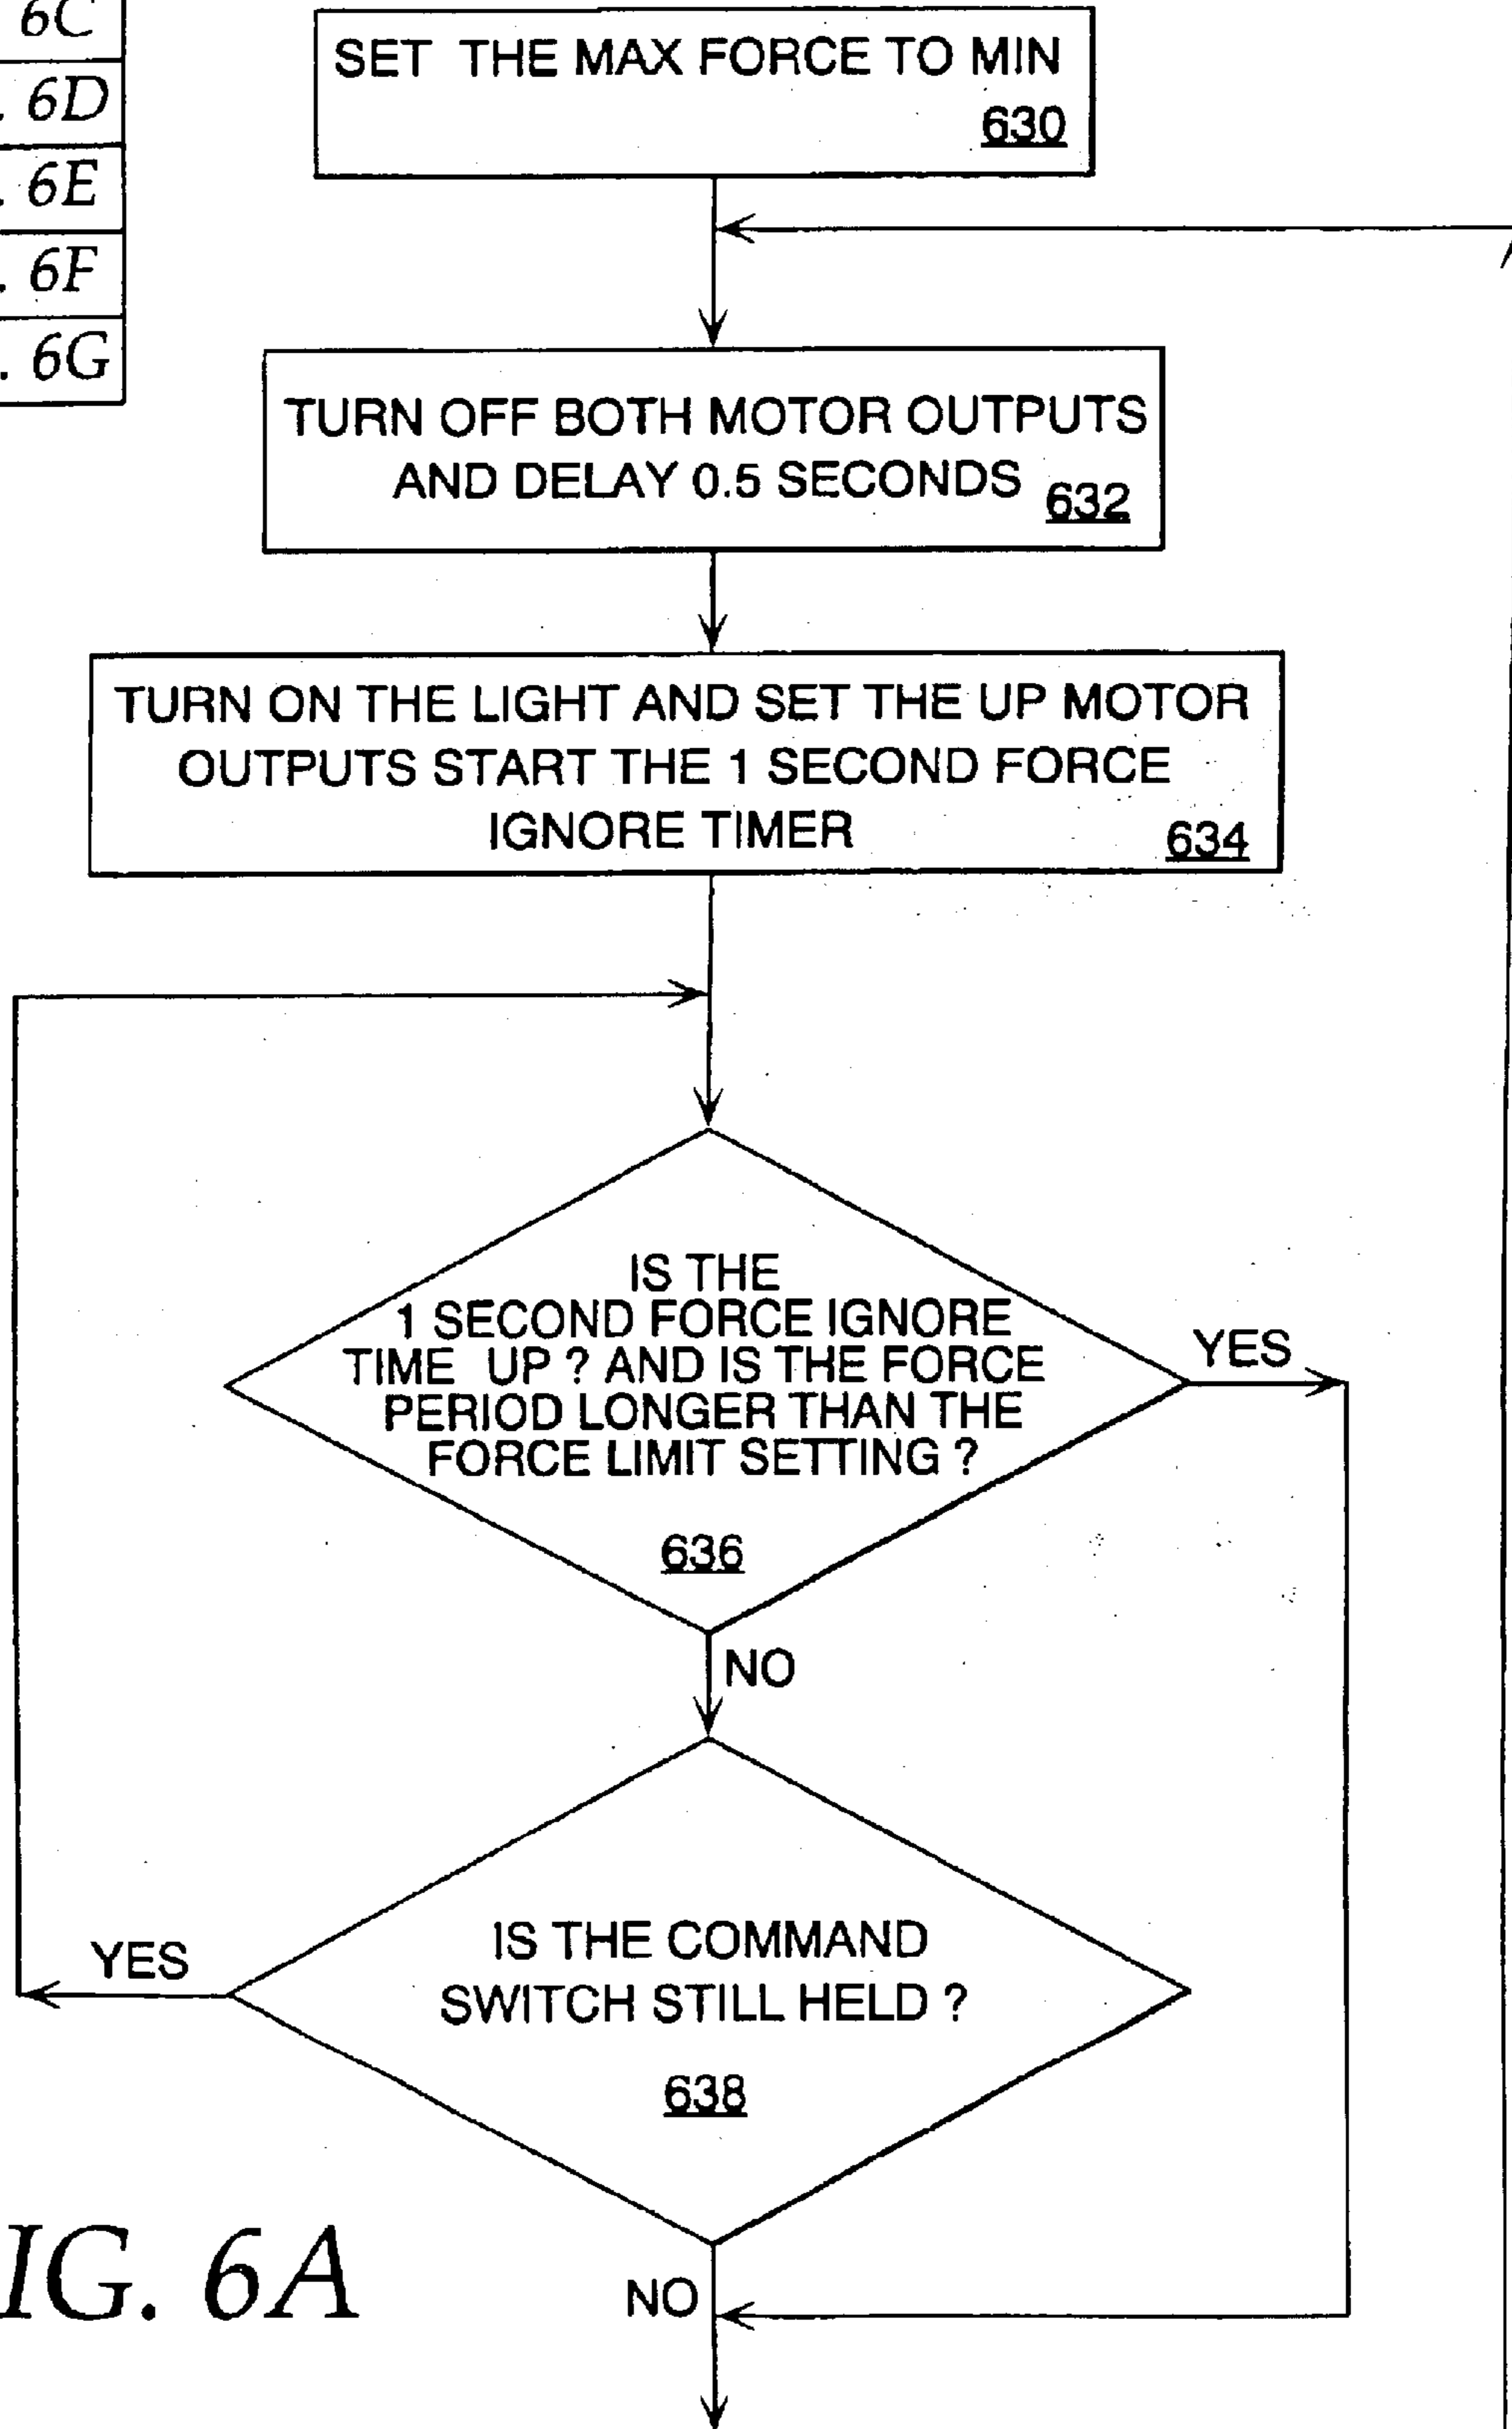 6C
. 6D
. 6E
. 6F
. 6G
SET THE MAX FORCE TO MIN
630
TURN OFF BOTH MOTOR OUTPUTS
AND DELAY 0.5 SECONDS
632
TURN ON THE LIGHT AND SET THE UP MOTOR
OUTPUTS START THE 1 SECOND FORCE
IGNORE TIMER
634
IS THE
1 SECOND FORCE IGNORE
TIME UP ? AND IS THE FORCE
PERIOD LONGER THAN THE
FORCE LIMIT SETTING ?
636
YES
NO
IS THE COMMAND
SWITCH STILL HELD ?
638
YES
NO
IG. 6A